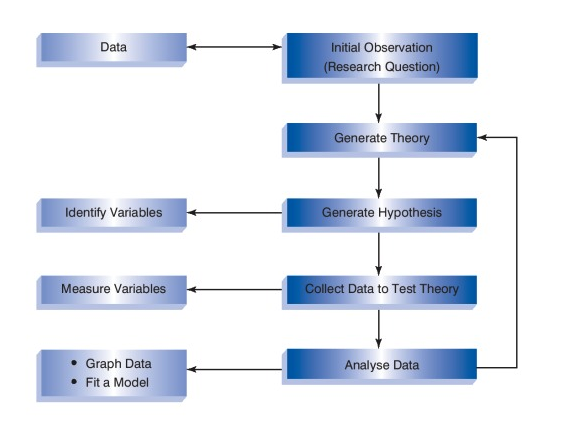 Data
Initial Observation
(Research Question)
Generate Theory
Identify Variables
Generate Hypothesis
Measure Variables
Collect Data to Test Theory
• Graph Data
• Fit a Model
Analyse Data